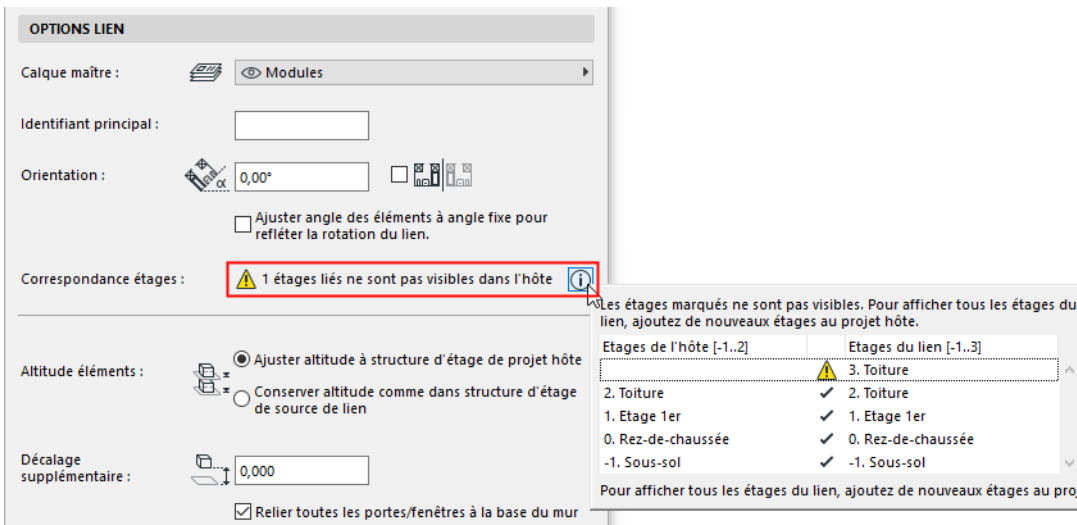 OPTIONS LIEN
Calque maître :
Modules
Identifiant principal :
Orientation :
α
0,00°
Ajuster angle des éléments à angle fixe pour
refléter la rotation du lien.
Correspondance étages :
1 étages liés ne sont pas visibles dans l'hôte
Les étages marqués ne sont pas visibles. Pour afficher tous les étages du
lien, ajoutez de nouveaux étages au projet hôte.
Etages de l'hôte [-1..2]
Etages du lien [-1..3]
3. Toiture
2. Toiture
2. Toiture
1. Etage 1er
1. Etage 1er
0. Rez-de-chaussée
0. Rez-de-chaussée
-1. Sous-sol
-1. Sous-sol
Pour afficher tous les étages du lien, ajoutez de nouveaux étages au proj
Altitude éléments :
Ajuster altitude à structure d'étage de projet hôte
Conserver altitude comme dans structure d'étage
de source de lien
Décalage
supplémentaire :
0,000
Relier toutes les portes/fenêtres à la base du mur